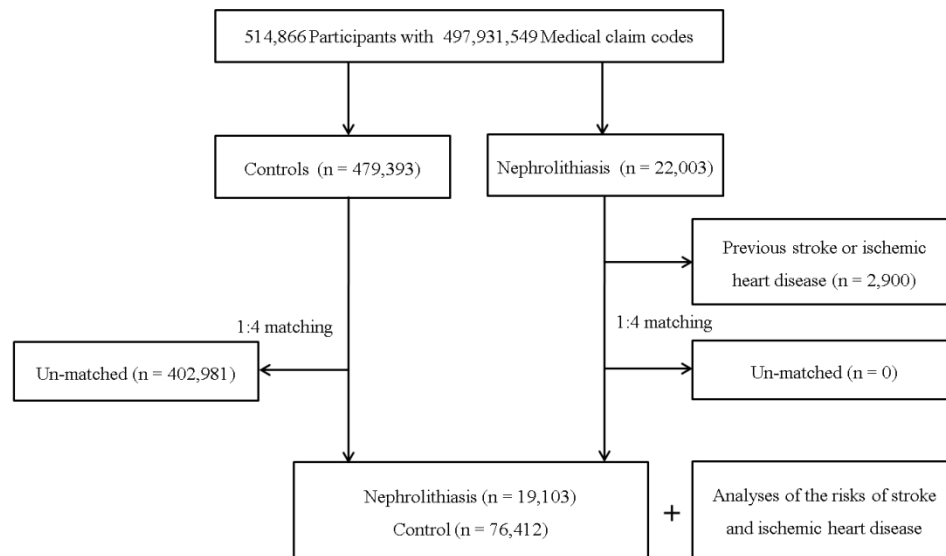 514,866 Participants with 497,931,549 Medical claim codes
Controls (n = 479,393)
Nephrolithiasis (n = 22,003)
Previous stroke or ischemic
heart disease (n = 2,900)
1:4 matching
1:4 matching
Un-matched (n = 402,981)
Un-matched (n = 0)
Nephrolithiasis (n = 19,103)
Control (n = 76,412)
+
Analyses of the risks of stroke
and ischemic heart disease